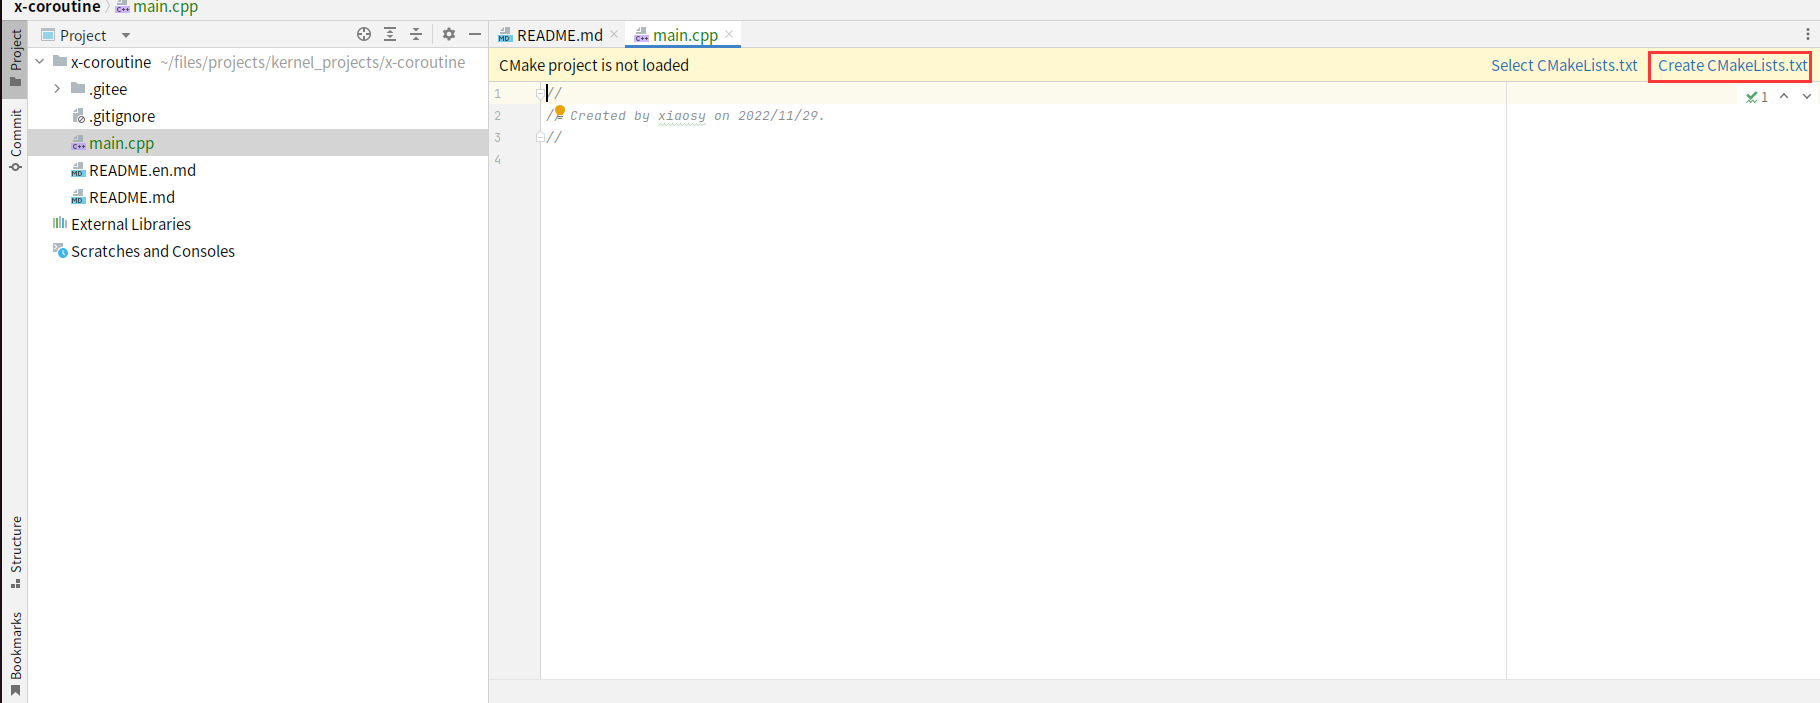 x-coroutine main.cpp
Project
Project
README.md
main.cpp
x-coroutine ~/files/projects/kernel_projects/x-coroutine
CMake project is not loaded
Select CMakeLists.txt
Create CMakeLists.txt
.gitee
1 //
1
.gitignore
2 // Created by xiaosy on 2022/11/29.
Commit
main.cpp
3 //
README.en.md
4
README.md
External Libraries
Scratches and Consoles
Structure
Bookmarks